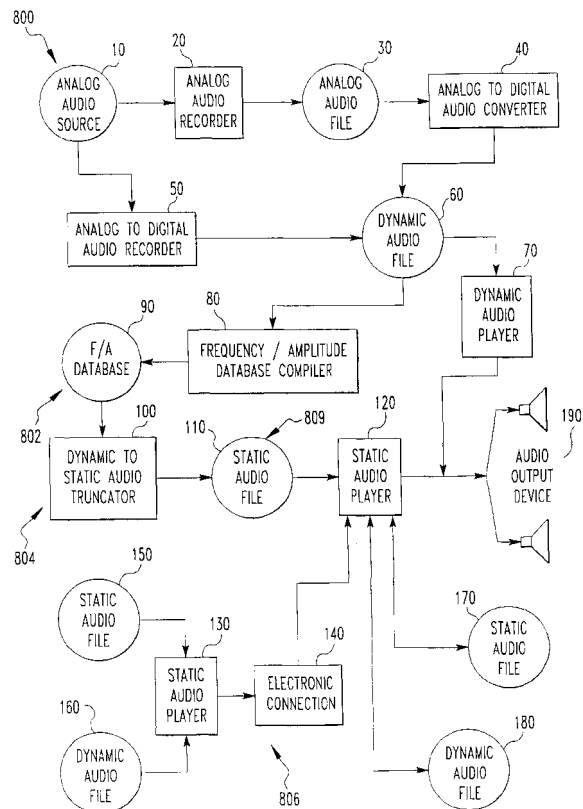 800
10
ANALOG
AUDIO
SOURCE
20
ANALOG
AUDIO
RECORDER
30
ANALOG
AUDIO
FILE
40
ANALOG TO DIGITAL
AUDIO CONVERTER
50
ANALOG TO DIGITAL
AUDIO RECORDER
60
DYNAMIC
AUDIO
FILE
70
DYNAMIC
AUDIO
PLAYER
80
FREQUENCY / AMPLITUDE
DATABASE COMPILER
90
F/A
DATABASE
802
100
DYNAMIC TO
STATIC AUDIO
TRUNCATOR
804
110
809
STATIC
AUDIO
FILE
120
STATIC
AUDIO
PLAYER
190
AUDIO
OUTPUT
DEVICE
150
STATIC
AUDIO
FILE
130
STATIC
AUDIO
PLAYER
140
ELECTRONIC
CONNECTION
170
STATIC
AUDIO
FILE
160
DYNAMIC
AUDIO
FILE
806
180
DYNAMIC
AUDIO
FILE